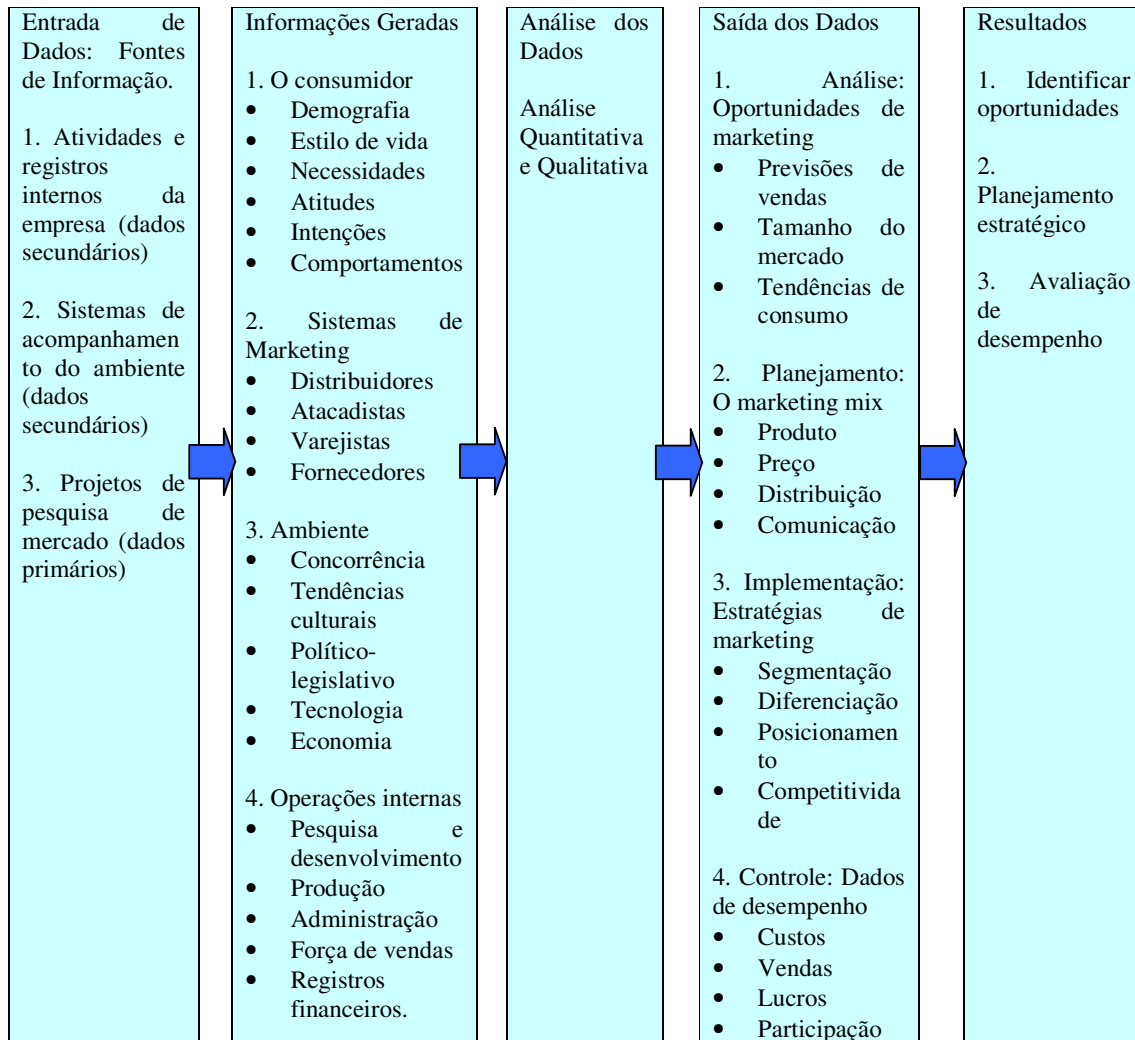 Entrada de
Dados: Fontes
de Informação.
1. Atividades e
registros
internos da
empresa (dados
secundários)
2. Sistemas de
acompanhamen
to do ambiente
(dados
secundários)
3. Projetos de
pesquisa de
mercado (dados
primários)
Informações Geradas
1. O consumidor
• Demografia
• Estilo de vida
• Necessidades
• Atitudes
• Intenções
• Comportamentos
2. Sistemas de
Marketing
• Distribuidores
• Atacadistas
• Varejistas
• Fornecedores
3. Ambiente
• Concorrência
• Tendências
culturais
• Político-
legislativo
• Tecnologia
• Economia
4. Operações internas
• Pesquisa e
desenvolvimento
• Produção
• Administração
• Força de vendas
• Registros
financeiros.
Análise dos
Dados
Análise
Quantitativa
e Qualitativa
Saída dos Dados
1. Análise:
Oportunidades de
marketing
• Previsões de
vendas
• Tamanho do
mercado
• Tendências de
consumo
2. Planejamento:
O marketing mix
• Produto
• Preço
• Distribuição
• Comunicação
3. Implementação:
Estratégias de
marketing
• Segmentação
• Diferenciação
• Posicionamen
to
• Competitivida
de
4. Controle: Dados
de desempenho
• Custos
• Vendas
• Lucros
• Participação
Resultados
1. Identificar
oportunidades
2.
Planejamento
estratégico
3. Avaliação
de
desempenho